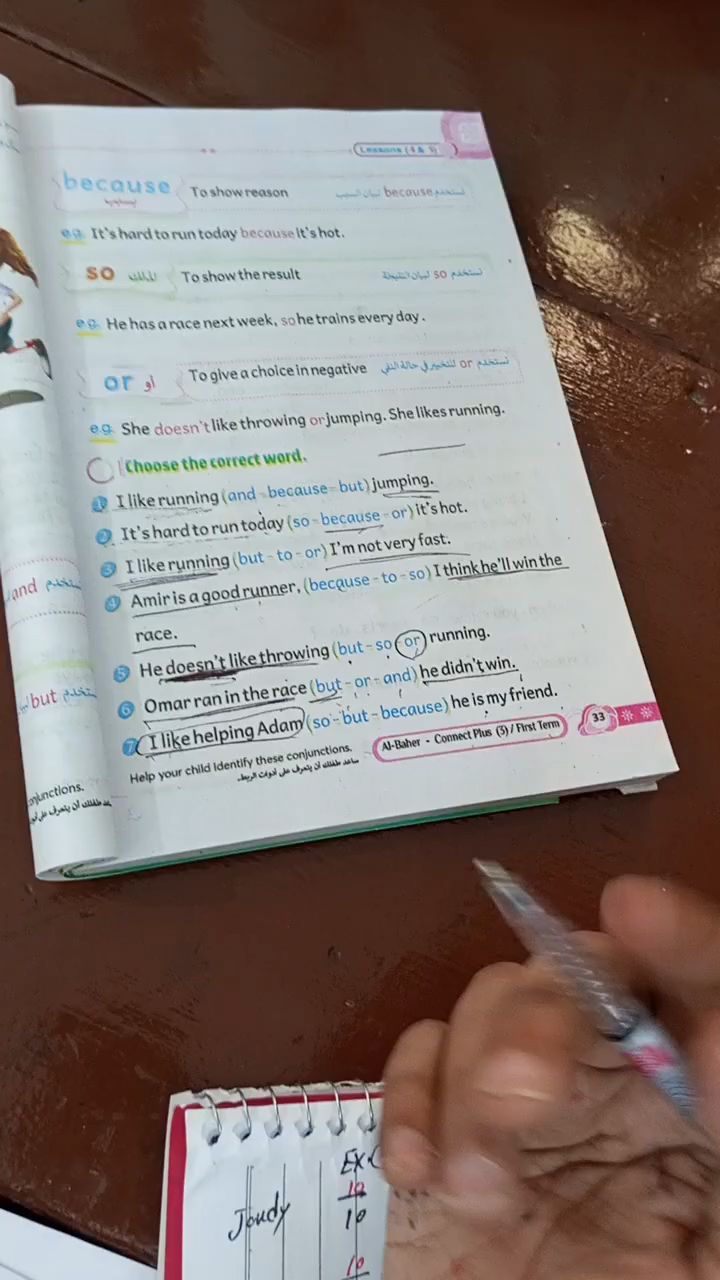 Lessons (4 & 5)
because To show reason نستخدم because لبيان السبب
e.g. It's hard to run today because it's hot.
so لذلك To show the result نستخدم so لبيان النتيجة
e.g. He has a race next week, so he trains every day.
or أو To give a choice in negative نستخدم or للتخيير في حالة النفي
e.g. She doesn't like throwing or jumping. She likes running.
Choose the correct word.
1 I like running (and - because - but) jumping.
2 It's hard to run today (so - because - or) it's hot.
3 I like running (but - to - or) I'm not very fast.
4 Amir is a good runner, (because - to - so) I think he'll win the
race.
5 He doesn't like throwing (but - so - or) running.
6 Omar ran in the race (but - or - and) he didn't win.
7 I like helping Adam (so - but - because) he is my friend.
Help your child identify these conjunctions.
ساعد طفلك أن يتعرف على أدوات الربط.
Al-Baher - Connect Plus (5) / First Term
33
and نستخدم
but نستخدم
Joudy
10
10
10